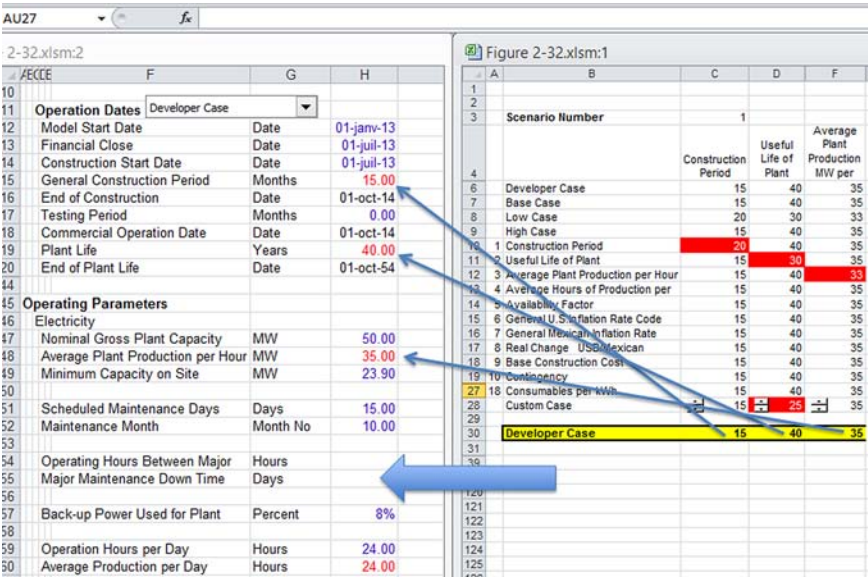 AU27 fx
2-32.xlsm:2
F G H
10
11 Operation Dates Developer Case
12 Model Start Date Date 01-janv-13
13 Financial Close Date 01-juil-13
14 Construction Start Date Date 01-juil-13
15 General Construction Period Months 15.00
16 End of Construction Date 01-oct-14
17 Testing Period Months 0.00
18 Commercial Operation Date Date 01-oct-14
19 Plant Life Years 40.00
20 End of Plant Life Date 01-oct-54
44
45 Operating Parameters
46 Electricity
47 Nominal Gross Plant Capacity MW 50.00
48 Average Plant Production per Hour MW 35.00
49 Minimum Capacity on Site MW 23.90
50
51 Scheduled Maintenance Days Days 15.00
52 Maintenance Month Month No 10.00
53
54 Operating Hours Between Major Hours
55 Major Maintenance Down Time Days
56
57 Back-up Power Used for Plant Percent 8%
58
59 Operation Hours per Day Hours 24.00
60 Average Production per Day Hours 24.00
Figure 2-32.xlsm:1
A B C D F
1
2
3 Scenario Number 1
Average
Useful Plant
Construction Life of Production
4 Period Plant MW per
6 Developer Case 15 40 35
7 Base Case 15 40 35
8 Low Case 20 30 33
9 High Case 15 40 35
10 1 Construction Period 20 40 35
11 2 Useful Life of Plant 15 30 35
12 3 Average Plant Production per Hour 15 40 33
13 4 Average Hours of Production per 15 40 35
14 5 Availability Factor 15 40 35
15 6 General U.S.Inflation Rate Code 15 40 35
16 7 General Mexican Inflation Rate 15 40 35
17 8 Real Change USD/Mexican 15 40 35
18 9 Base Construction Cost 15 40 35
19 10 Contingency 15 40 35
27 18 Consumables per kWh 15 40 35
28 Custom Case 15 25 35
29
30 Developer Case 15 40 35
31
39
120
121
122
123
124
125